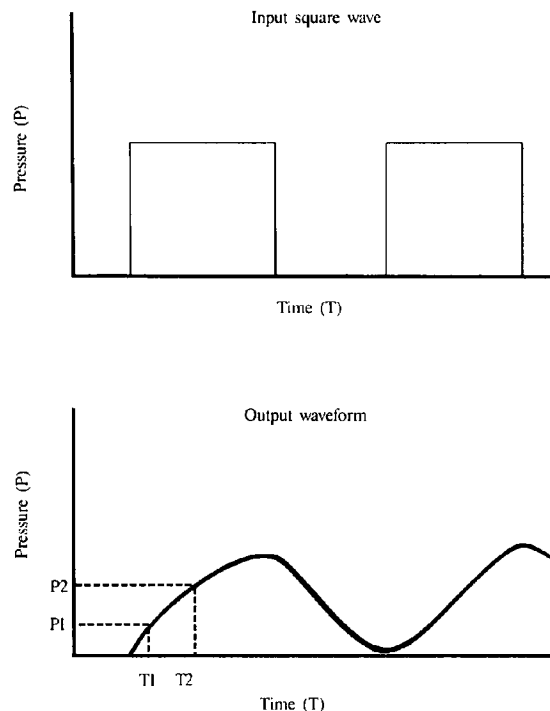 Input square wave
Pressure (P)
Time (T)
Output waveform
Pressure (P)
P2
P1
T1 T2
Time (T)